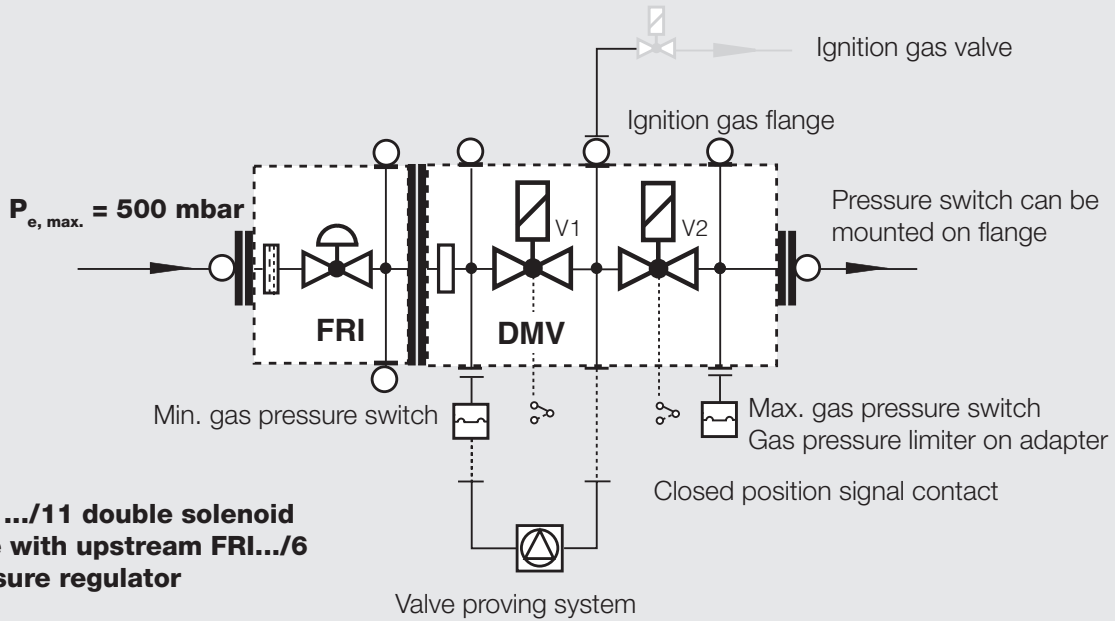 Ignition gas valve
Ignition gas flange
P e, max. = 500 mbar
Pressure switch can be
mounted on flange
V1
V2
FRI
DMV
Min. gas pressure switch
Max. gas pressure switch
Gas pressure limiter on adapter
Closed position signal contact
.../11 double solenoid
with upstream FRI.../6
regulator
Valve proving system